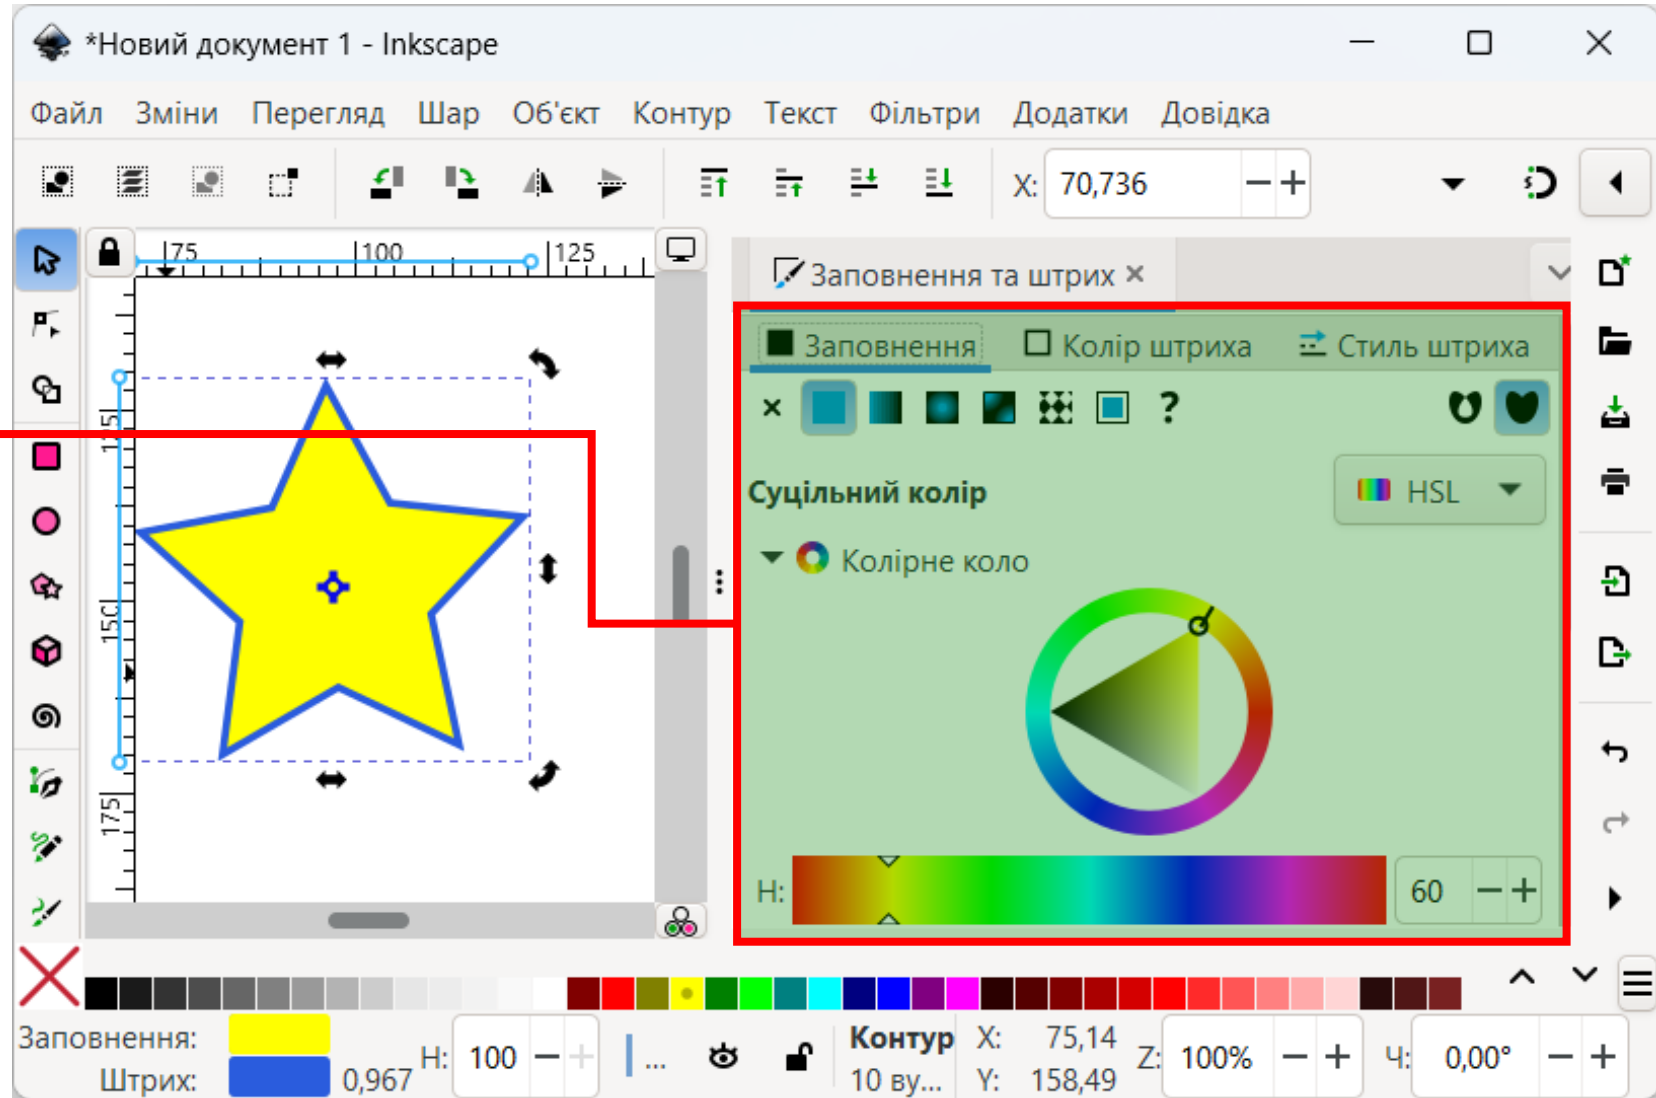 *Новий документ 1 - Inkscape
Файл Зміни Перегляд Шар Об'єкт Контур Текст Фільтри Додатки Довідка
X: 70,736
75 100 125
Заповнення та штрих
Заповнення Колір штриха Стиль штриха
?
125
Суцільний колір HSL
Колірне коло
150
175
H: 60
Заповнення:
Штрих: 0,967
H: 100
...
Контур X: 75,14
10 ву... Y: 158,49
Z: 100%
Ч: 0,00°